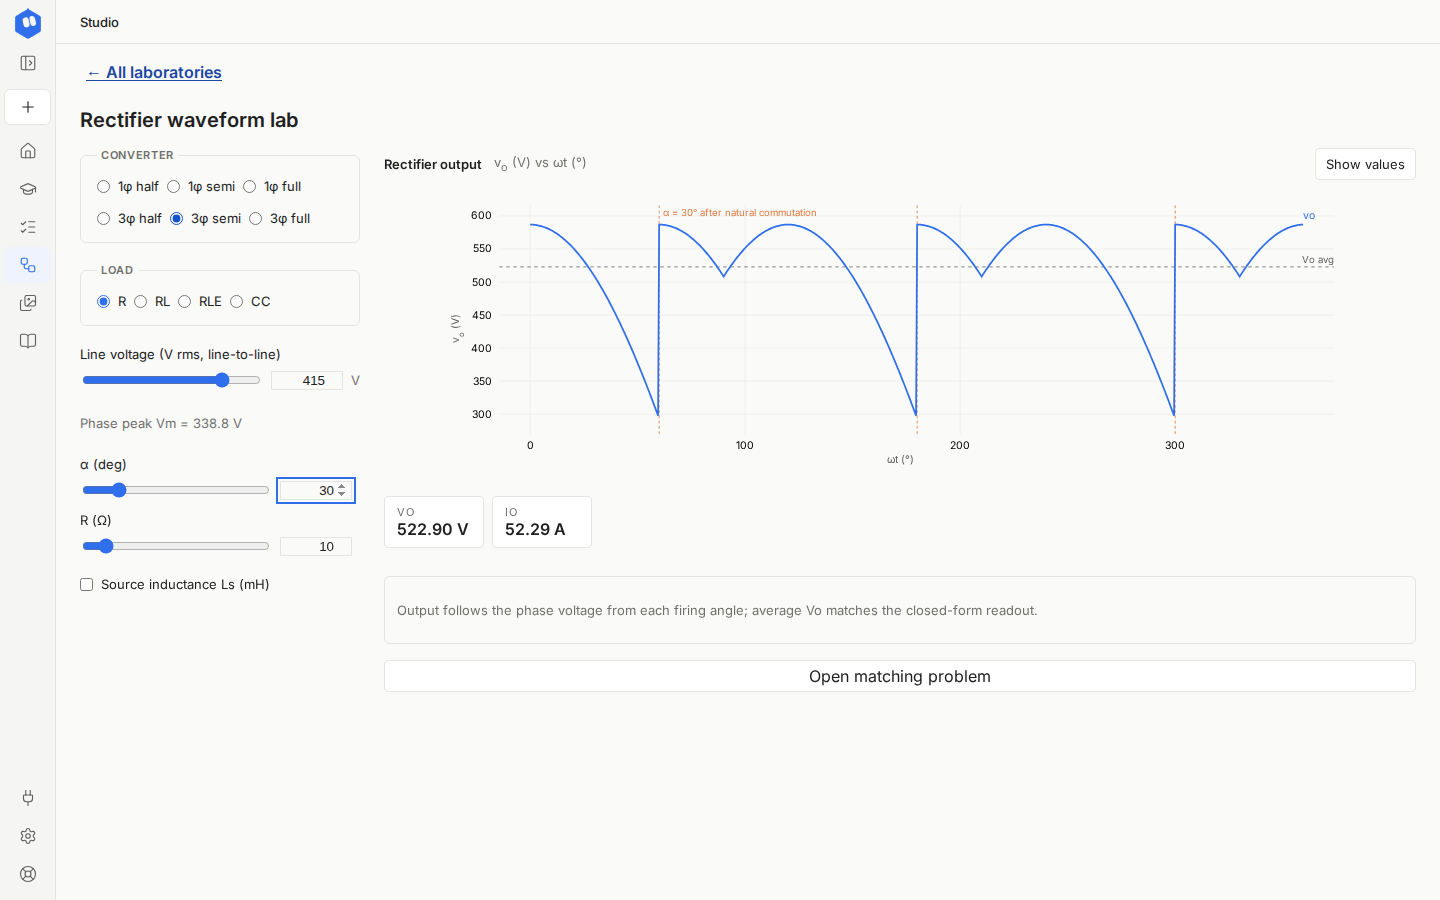 Studio
← All laboratories
Rectifier waveform lab
CONVERTER
1φ half 1φ semi 1φ full
3φ half 3φ semi 3φ full
LOAD
R RL RLE CC
Line voltage (V rms, line-to-line)
415 V
Phase peak Vm = 338.8 V
α (deg)
30
R (Ω)
10
Source inductance Ls (mH)
Rectifier output vo (V) vs ωt (°)
Show values
α = 30° after natural commutation
vo
Vo avg
600
550
500
450
400
350
300
vo (V)
0 100 200 300
ωt (°)
VO
522.90 V
IO
52.29 A
Output follows the phase voltage from each firing angle; average Vo matches the closed-form readout.
Open matching problem